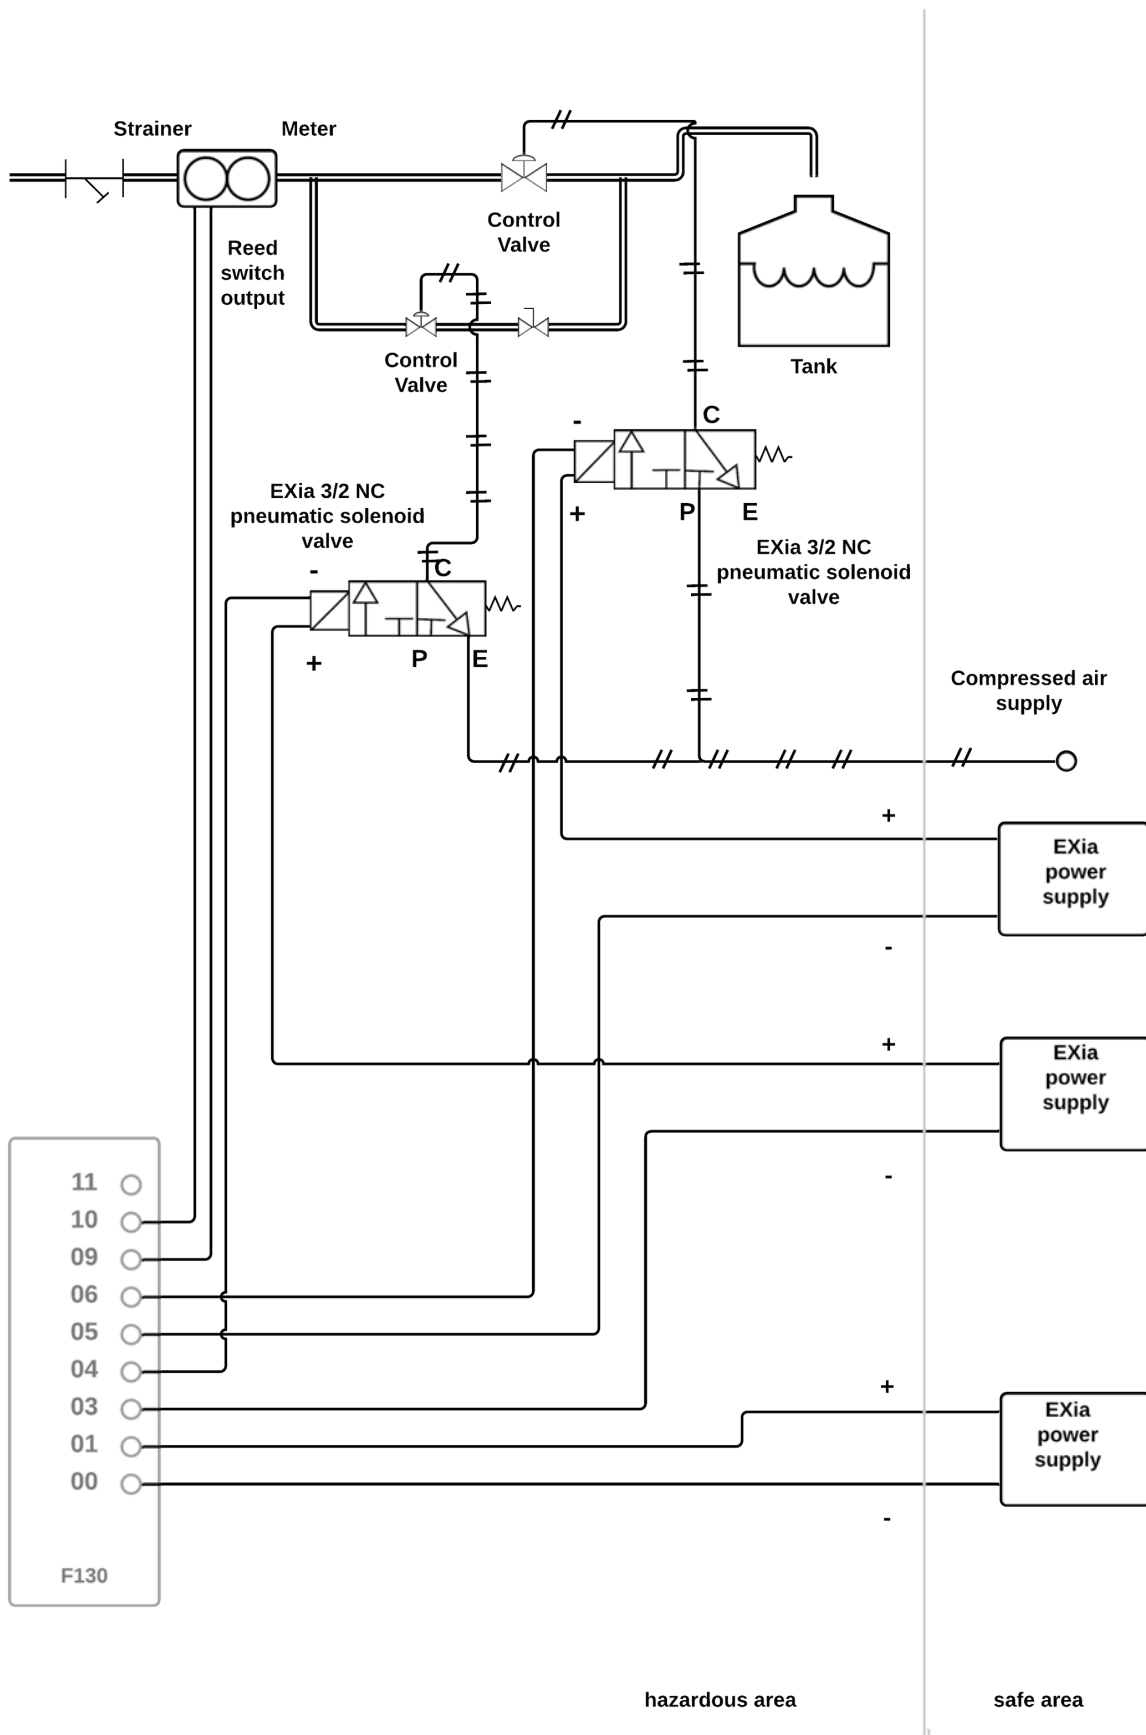 Strainer
Meter
Control
Valve
Reed
switch
output
Control
Valve
Tank
C
-
+
P
E
EXia 3/2 NC
pneumatic solenoid
valve
EXia 3/2 NC
pneumatic solenoid
valve
-
C
+
P
E
Compressed air
supply
+
EXia
power
supply
-
+
EXia
power
supply
-
11
10
09
06
05
04
03
01
00
F130
+
EXia
power
supply
-
hazardous area
safe area